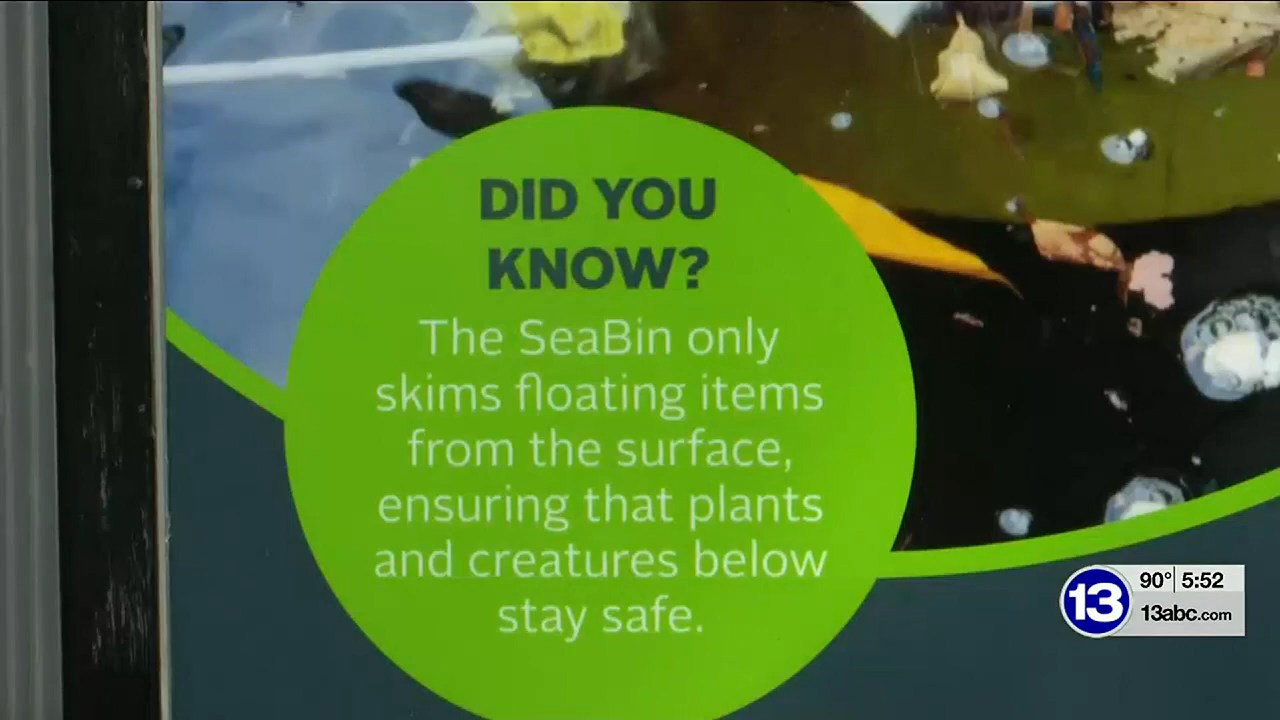 DID YOU
KNOW?
The SeaBin only
skims floating items
from the surface,
ensuring that plants
and creatures below
stay safe.
13
90° 5:52
13abc.com